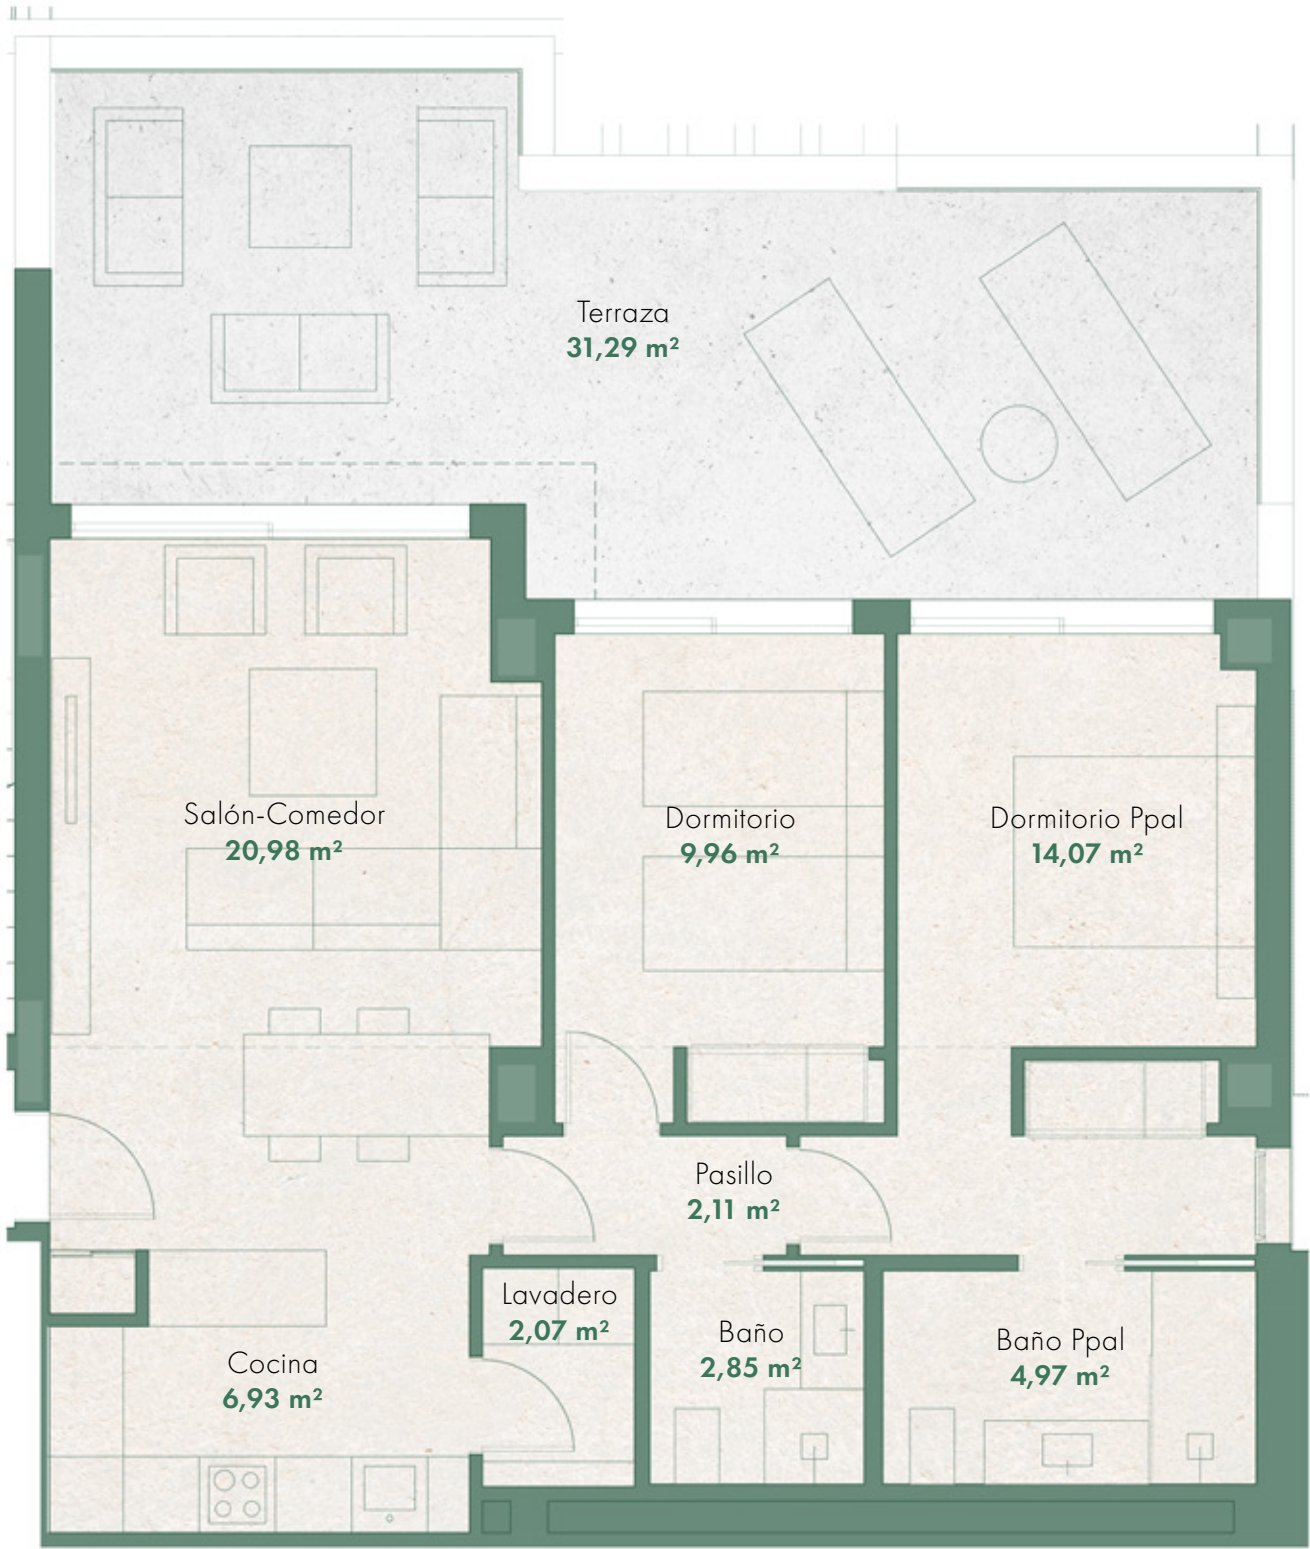 Terraza
31,29 m²
Salón-Comedor
20,98 m²
Dormitorio
9,96 m²
Dormitorio Ppal
14,07 m²
Pasillo
2,11 m²
Lavadero
2,07 m²
Baño
2,85 m²
Baño Ppal
4,97 m²
Cocina
6,93 m²